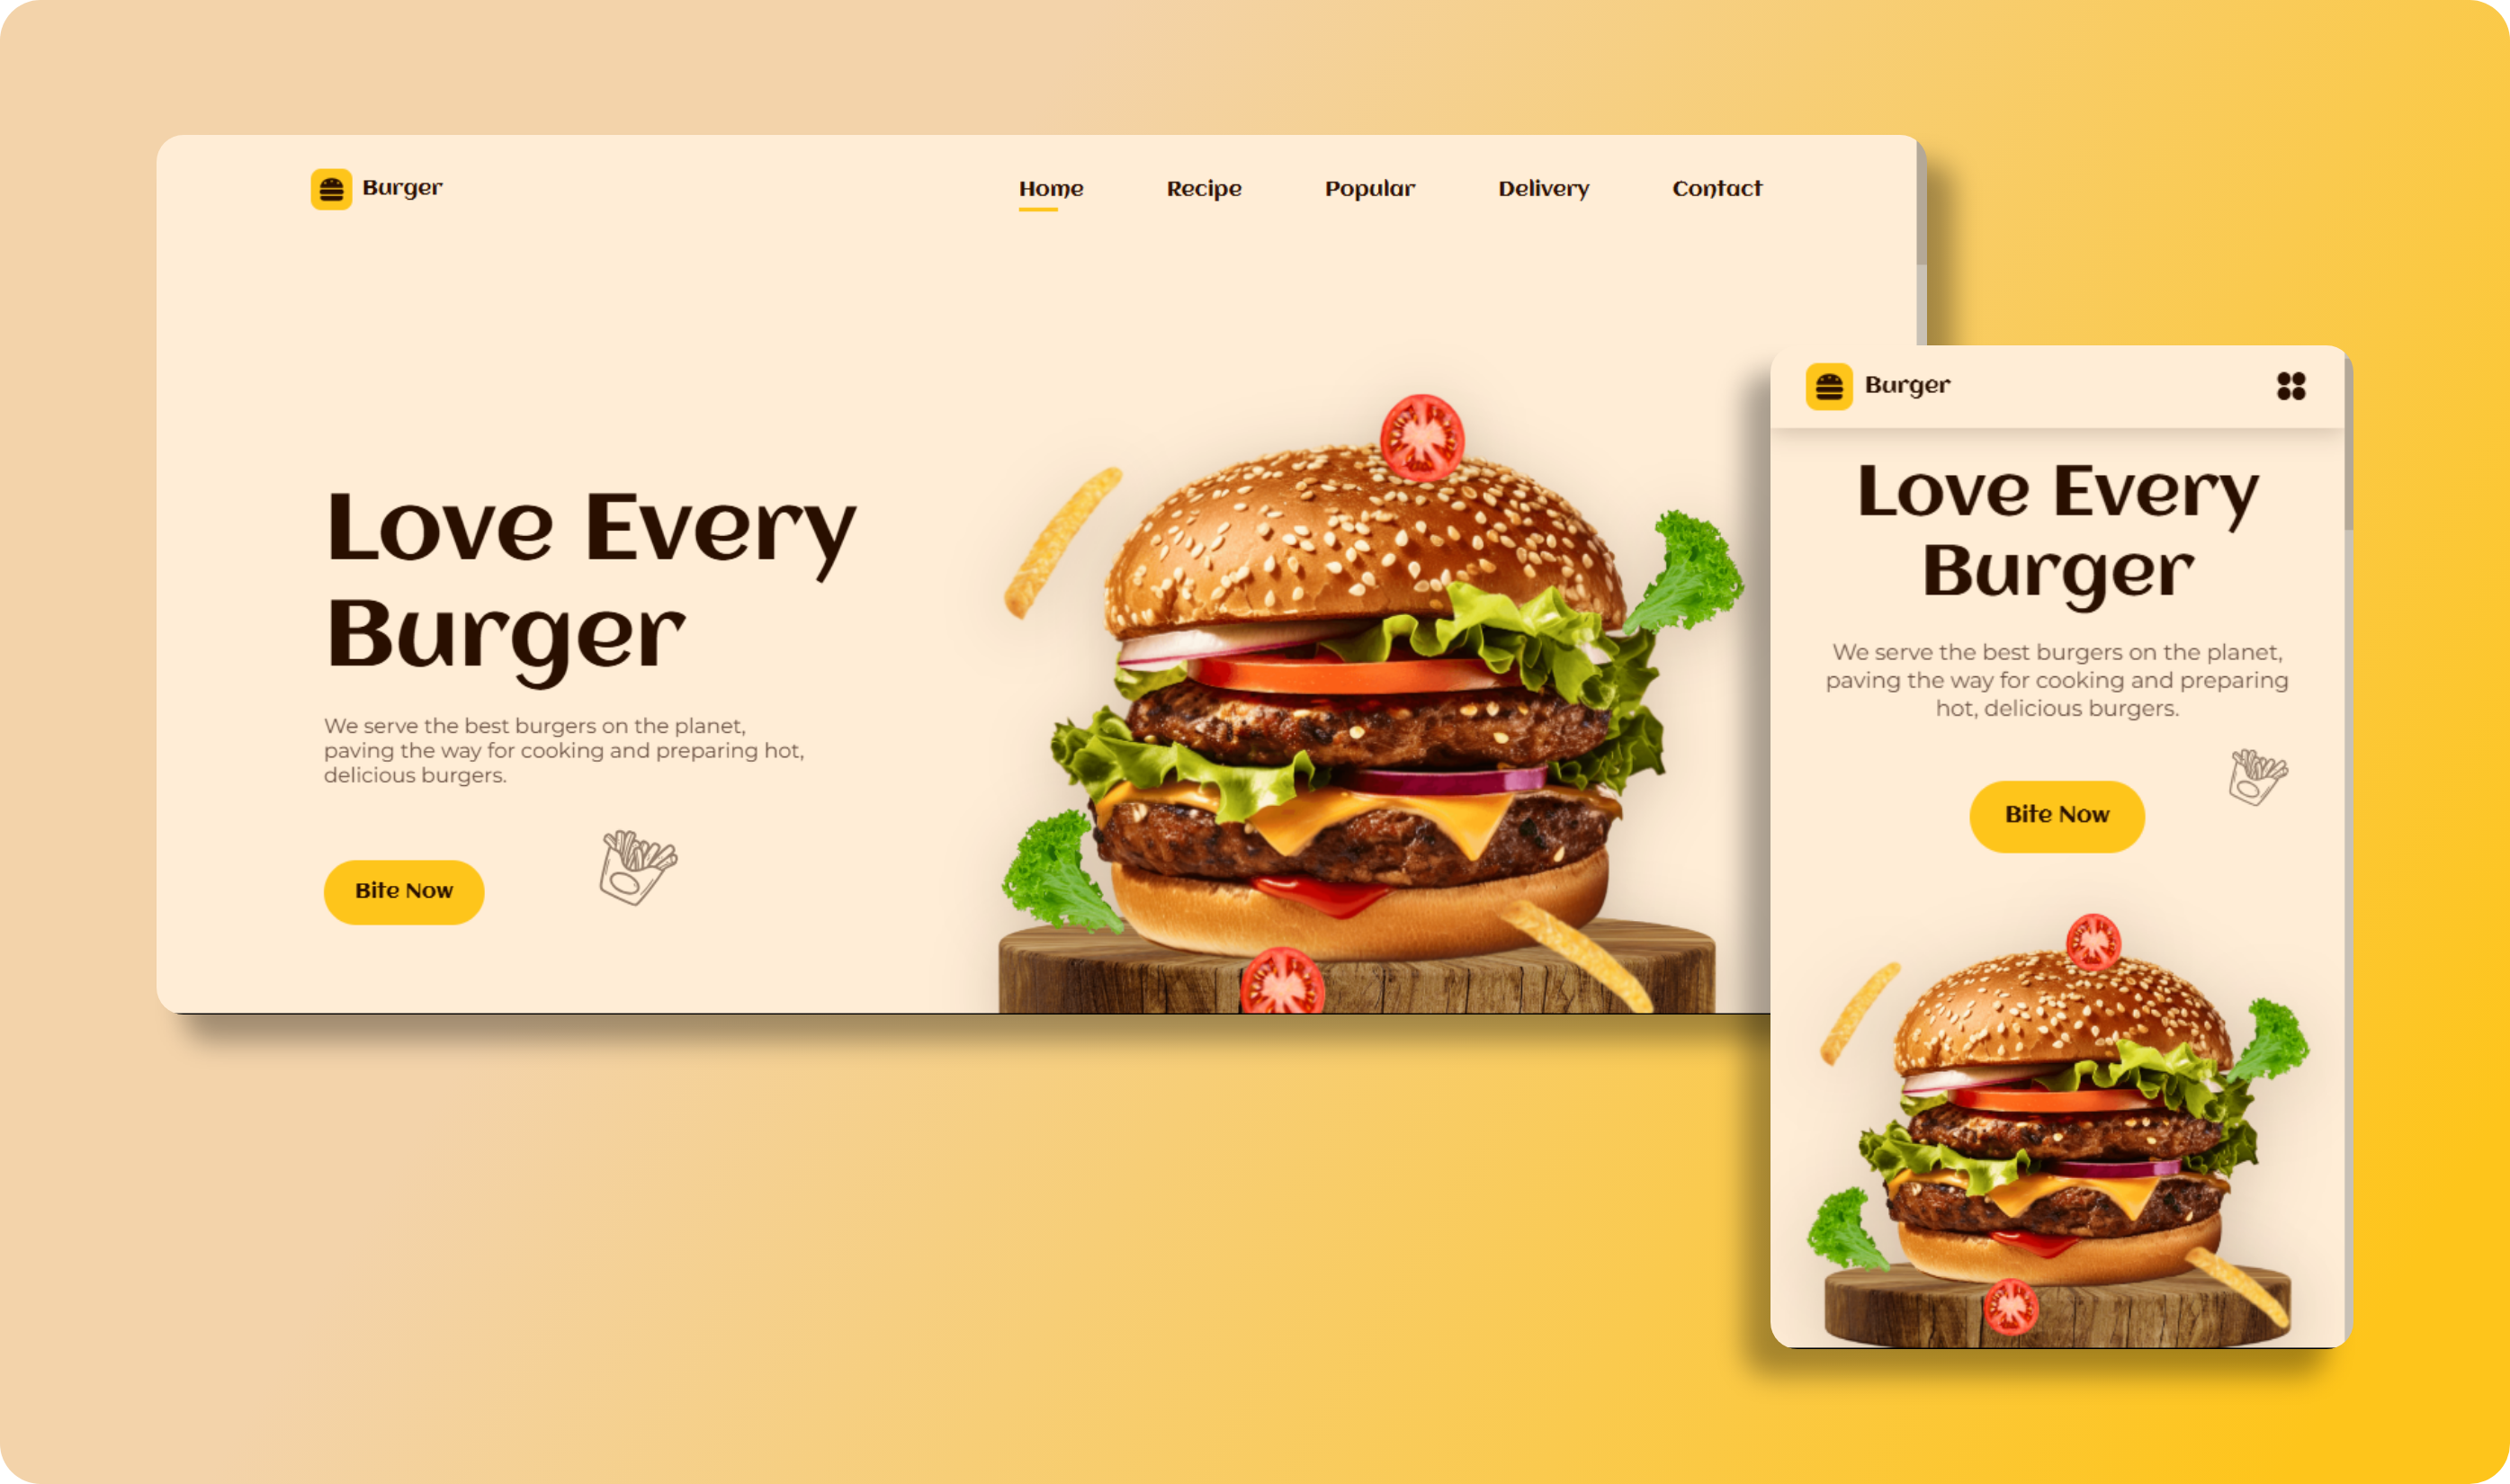 Burger
Home Recipe Popular Delivery Contact
Love Every
Burger
We serve the best burgers on the planet,
paving the way for cooking and preparing hot,
delicious burgers.
Bite Now
Burger
Love Every
Burger
We serve the best burgers on the planet,
paving the way for cooking and preparing
hot, delicious burgers.
Bite Now